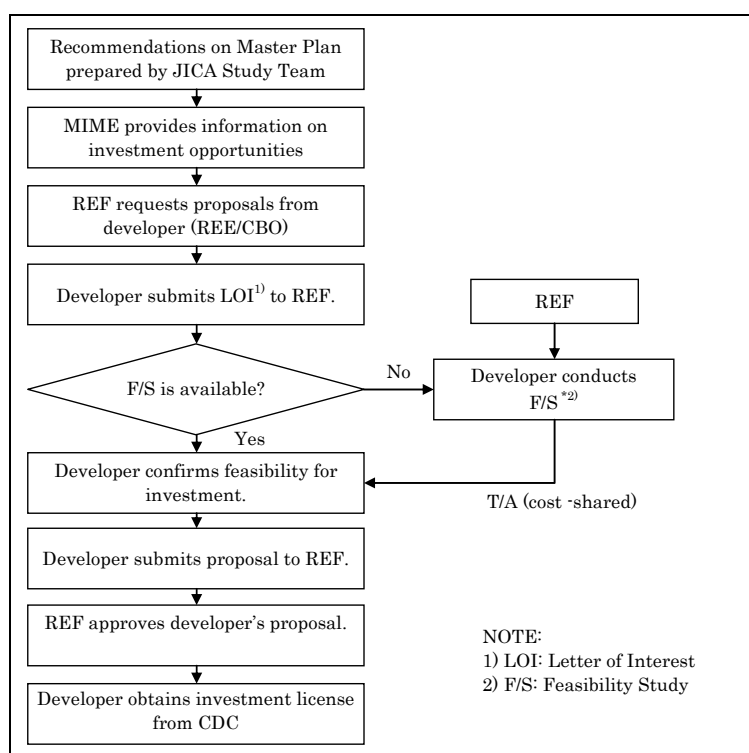 Recommendations on Master Plan
prepared by JICA Study Team
MIME provides information on
investment opportunities
REF requests proposals from
developer (REE/CBO)
Developer submits LOI1) to REF.
REF
F/S is available?
No
Developer conducts
F/S *2)
Yes
Developer confirms feasibility for
investment.
T/A (cost -shared)
Developer submits proposal to REF.
REF approves developer's proposal.
NOTE:
1) LOI: Letter of Interest
2) F/S: Feasibility Study
Developer obtains investment license
from CDC